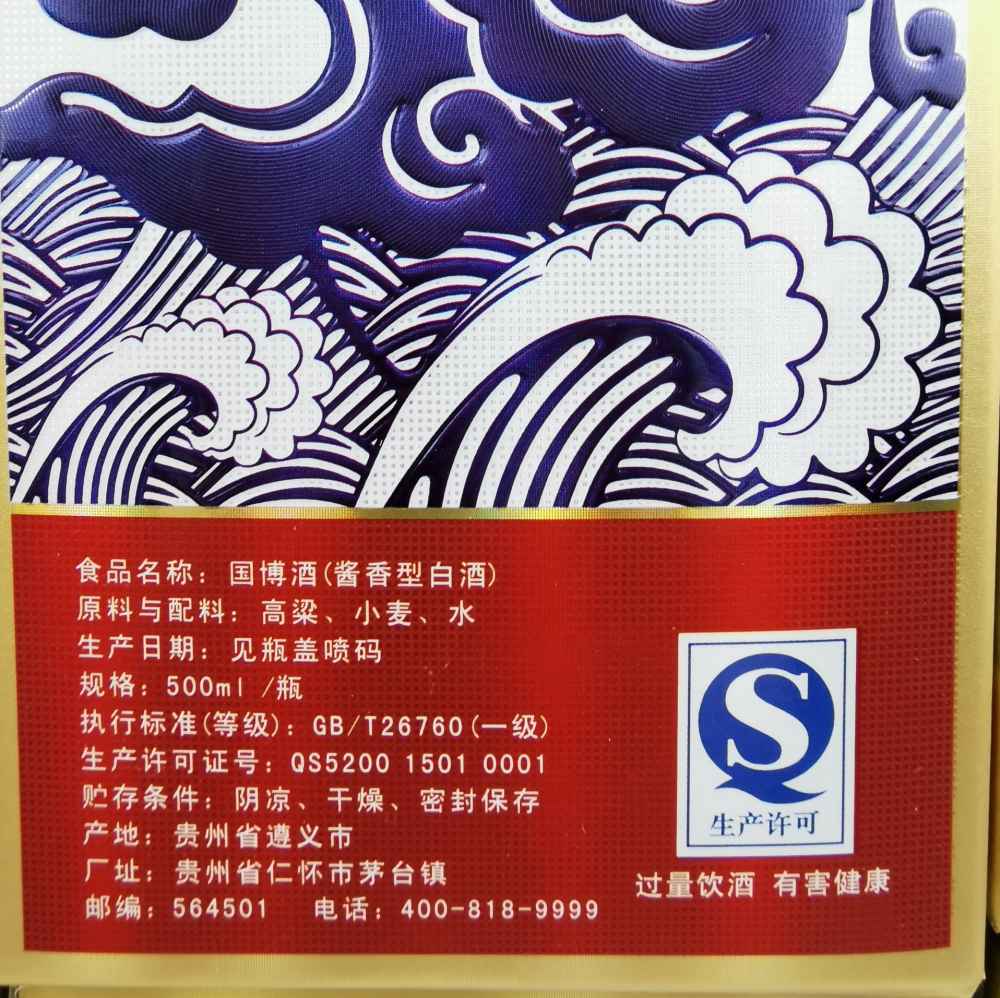 食品名称：国博酒(酱香型白酒)
原料与配料：高粱、小麦、水
生产日期：见瓶盖喷码
规格：500ml /瓶
执行标准(等级)：GB/T26760(一级)
生产许可证号：QS5200 1501 0001
贮存条件：阴凉、干燥、密封保存
产地：贵州省遵义市
厂址：贵州省仁怀市茅台镇
邮编：564501 电话：400-818-9999
QS
生产许可
过量饮酒 有害健康